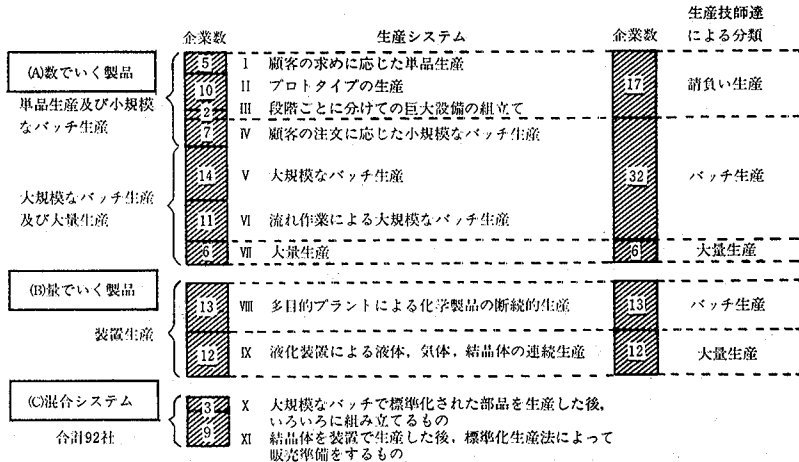 生産技師達
企業数 生産システム 企業数 による分類
(A)数でいく製品
単品生産及び小規模
なバッチ生産
5 I 顧客の求めに応じた単品生産
10 II プロトタイプの生産
2 III 段階ごとに分けての巨大設備の組立て
17 請負い生産
7 IV 顧客の注文に応じた小規模なバッチ生産
大規模なバッチ生産
及び大量生産
14 V 大規模なバッチ生産
32 バッチ生産
11 VI 流れ作業による大規模なバッチ生産
6 VII 大量生産 6 大量生産
(B)量でいく製品
装置生産
13 VIII 多目的プラントによる化学製品の断続的生産 13 バッチ生産
12 IX 液化装置による液体,気体,結晶体の連続生産 12 大量生産
(C)混合システム
合計92社
3 X 大規模なバッチで標準化された部品を生産した後,
いろいろに組み立てるもの
9 XI 結晶体を装置で生産した後,標準化生産法によって
販売準備をするもの